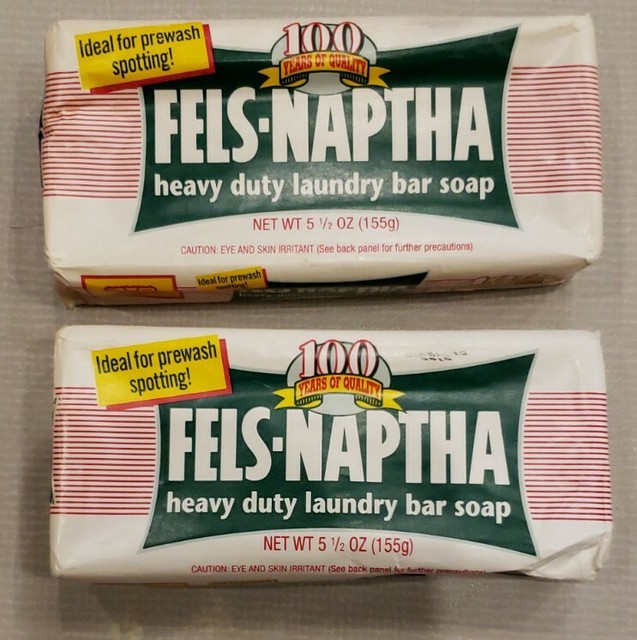 Ideal for prewash
spotting!
100
YEARS OF QUALITY
FELS·NAPTHA
heavy duty laundry bar soap
NET WT 5 1/2 OZ (155g)
CAUTION: EYE AND SKIN IRRITANT (See back panel for further precautions)
Ideal for prewash
spotting!
Ideal for prewash
spotting!
100
YEARS OF QUALITY
FELS·NAPTHA
heavy duty laundry bar soap
NET WT 5 1/2 OZ (155g)
CAUTION: EYE AND SKIN IRRITANT (See back panel for further precautions)